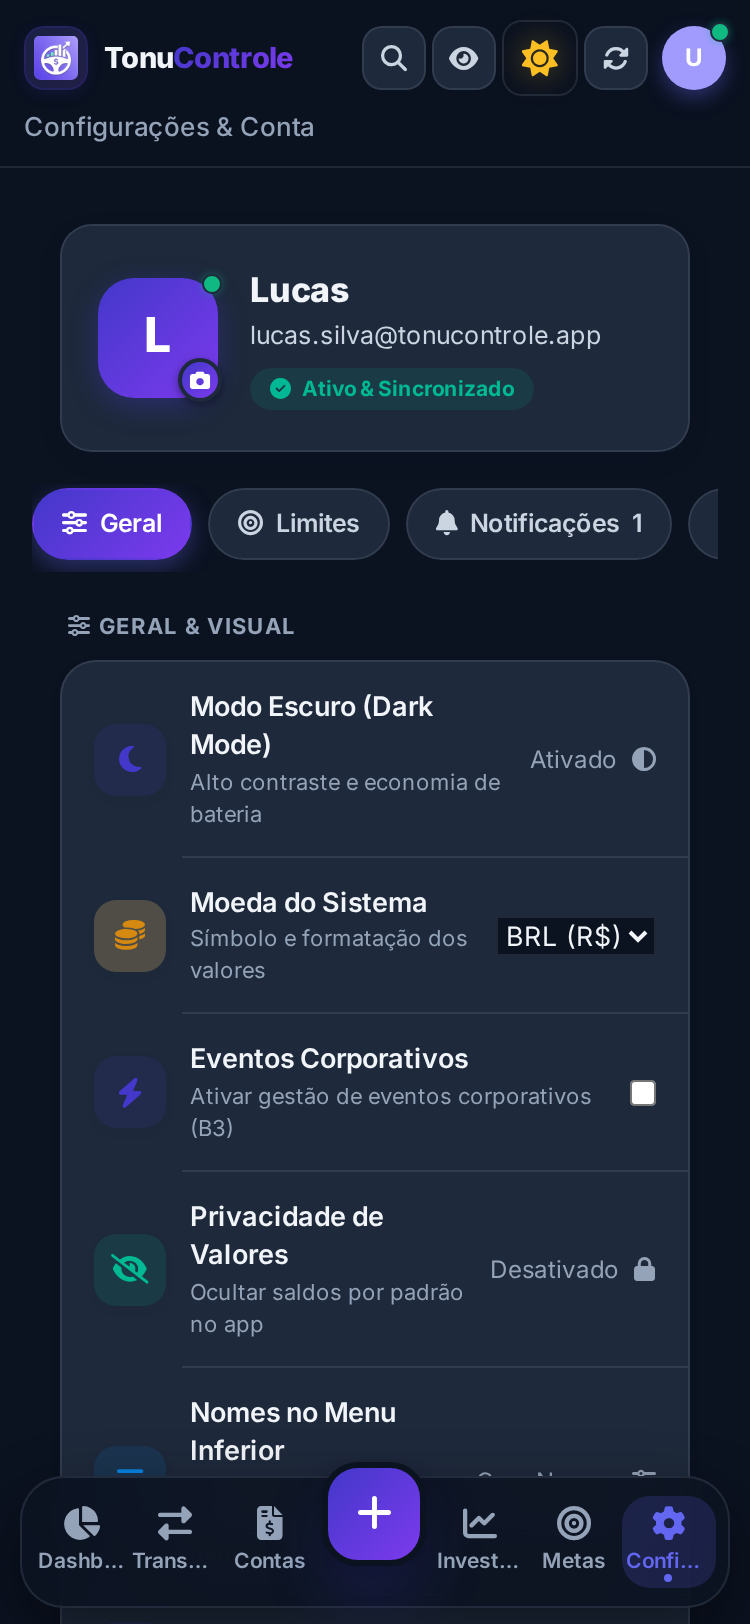 TonuControle
U
Configurações & Conta
L
Lucas
lucas.silva@tonucontrole.app
Ativo & Sincronizado
Geral
Limites
Notificações 1
GERAL & VISUAL
Modo Escuro (Dark
Mode)
Alto contraste e economia de
bateria
Ativado
Moeda do Sistema
Símbolo e formatação dos
valores
BRL (R$)
Eventos Corporativos
Ativar gestão de eventos corporativos
(B3)
Privacidade de
Valores
Ocultar saldos por padrão
no app
Desativado
Nomes no Menu
Inferior
Dashb...
Trans...
Contas
Invest...
Metas
Confi...